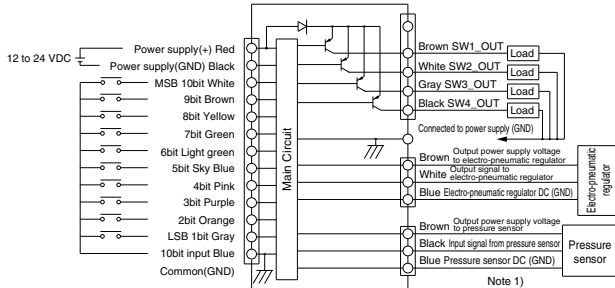 12 to 24 VDC
Power supply(+) Red
Power supply(GND) Black
MSB 10bit White
9bit Brown
8bit Yellow
7bit Green
6bit Light green
5bit Sky Blue
4bit Pink
3bit Purple
2bit Orange
LSB 1bit Gray
10bit input Blue
Common(GND)
Main Circuit
Brown SW1_OUT
Load
White SW2_OUT
Load
Gray SW3_OUT
Load
Black SW4_OUT
Load
Connected to power supply (GND)
Brown Output power supply voltage
to electro-pneumatic regulator
White Output signal to
electro-pneumatic regulator
Blue Electro-pneumatic regulator DC (GND)
Electro-pneumatic
regulator
Brown Output power supply voltage
to pressure sensor
Black Input signal from pressure sensor
Blue Pressure sensor DC (GND)
Pressure
sensor
Note 1)